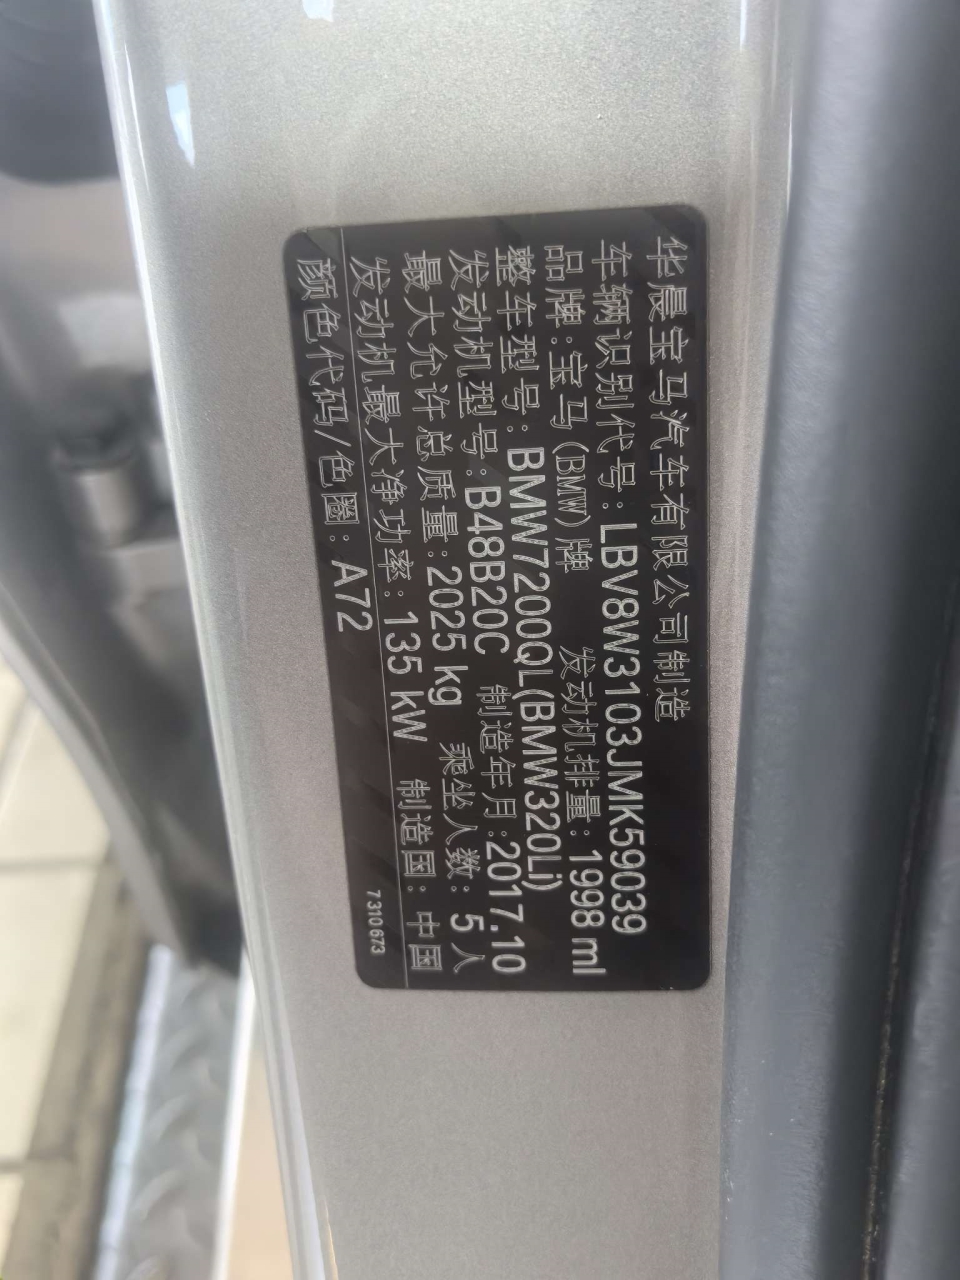 华晨宝马汽车有限公司制造
车辆识别代号:LBV8W3103JMK59039
品牌:宝马(BMW)牌 发动机排量:1998 ml
整车型号:BMW7200QL(BMW320Li)
发动机型号:B48B20C 制造年月:2017.10
最大允许总质量:2025 kg 乘坐人数:5人
发动机最大净功率:135 kW 制造国:中国
颜色代码/色圈:A72 7 310 673